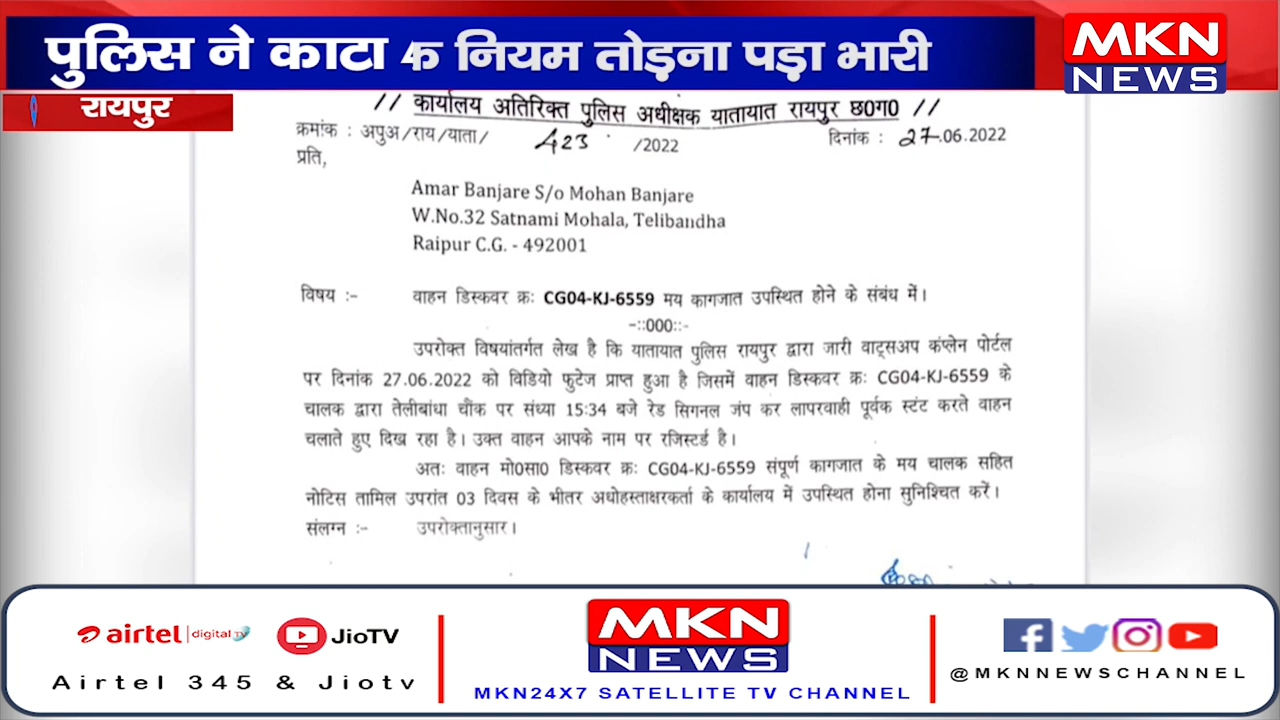 पुलिस ने काटा
क नियम तोड़ना पड़ा भारी
MKN
NEWS
रायपुर
// कार्यालय अतिरिक्त पुलिस अधीक्षक यातायात रायपुर छ0ग0 //
क्रमांक : अपुअ/राय/याता/ 423 /2022 दिनांक : 27.06.2022
प्रति,
Amar Banjare S/o Mohan Banjare
W.No.32 Satnami Mohala, Telibandha
Raipur C.G. - 492001
विषय :- वाहन डिस्कवर क्रः CG04-KJ-6559 मय कागजात उपस्थित होने के संबंध में।
-::000::-
उपरोक्त विषयांतर्गत लेख है कि यातायात पुलिस रायपुर द्वारा जारी वाट्सअप कंप्लेन पोर्टल
पर दिनांक 27.06.2022 को विडियो फुटेज प्राप्त हुआ है जिसमें वाहन डिस्कवर क्रः CG04-KJ-6559 के
चालक द्वारा तेलीबांधा चौंक पर संध्या 15:34 बजे रेड सिगनल जंप कर लापरवाही पूर्वक स्टंट करते वाहन
चलाते हुए दिख रहा है। उक्त वाहन आपके नाम पर रजिस्टर्ड है।
अतः वाहन मो0सा0 डिस्कवर क्रः CG04-KJ-6559 संपूर्ण कागजात के मय चालक सहित
नोटिस तामिल उपरांत 03 दिवस के भीतर अधोहस्ताक्षरकर्ता के कार्यालय में उपस्थित होना सुनिश्चित करें।
संलग्न :- उपरोक्तानुसार।
airtel digital TV
JioTV
Airtel 345 & Jiotv
MKN
NEWS
MKN24X7 SATELLITE TV CHANNEL
@MKNNEWSCHANNEL